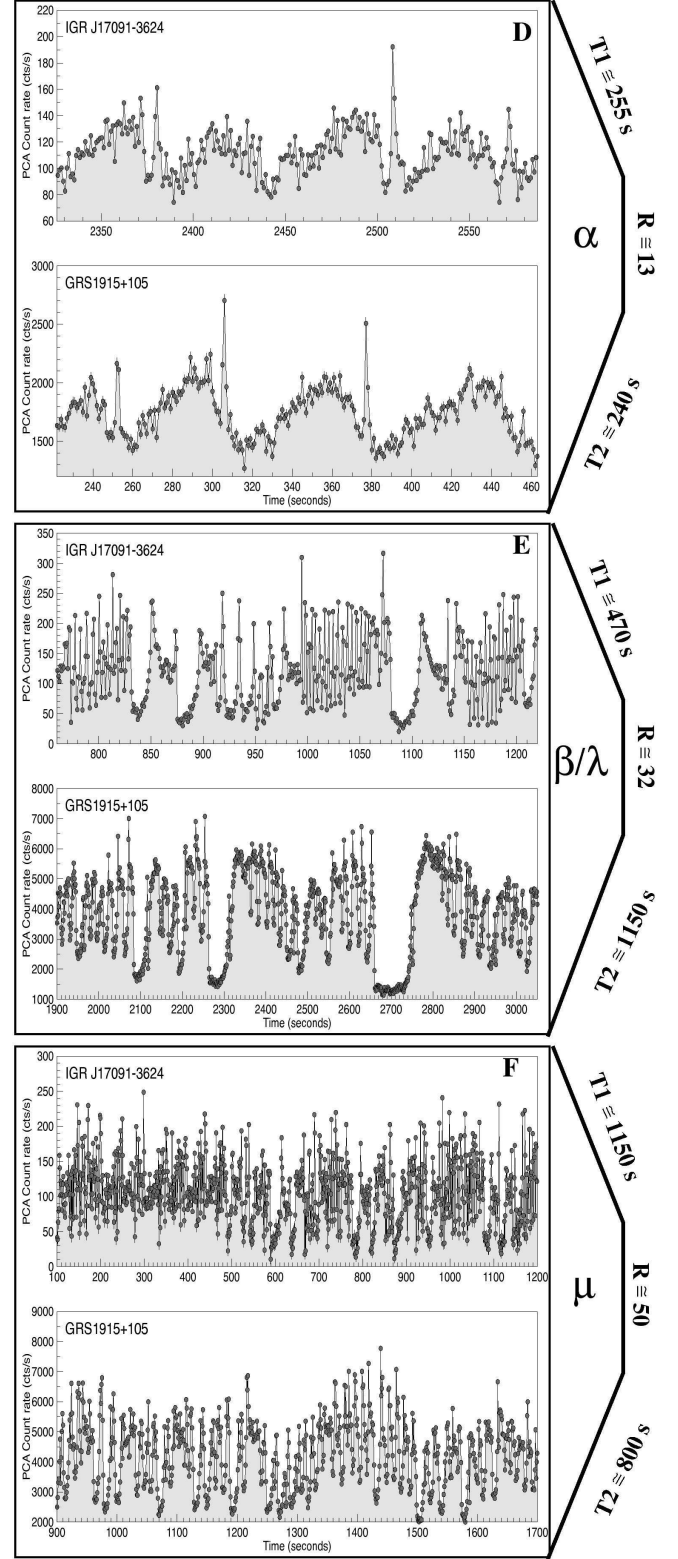 IGR J17091-3624
D
PCA Count rate (cts/s)
220
200
180
160
140
120
100
80
60
2350 2400 2450 2500 2550
GRS1915+105
PCA Count rate (cts/s)
3000
2500
2000
1500
240 260 280 300 320 340 360 380 400 420 440 460
Time (seconds)
T1 ≅ 255 s
α
R ≅ 13
T2 ≅ 240 s
IGR J17091-3624
E
PCA Count rate (cts/s)
350
300
250
200
150
100
50
0
800 850 900 950 1000 1050 1100 1150 1200
GRS1915+105
PCA Count rate (cts/s)
8000
7000
6000
5000
4000
3000
2000
1000
1900 2000 2100 2200 2300 2400 2500 2600 2700 2800 2900 3000
Time (seconds)
T1 ≅ 470 s
β/λ
R ≅ 32
T2 ≅ 1150 s
IGR J17091-3624
F
PCA Count rate (cts/s)
300
250
200
150
100
50
0
100 200 300 400 500 600 700 800 900 1000 1100 1200
GRS1915+105
PCA Count rate (cts/s)
9000
8000
7000
6000
5000
4000
3000
2000
900 1000 1100 1200 1300 1400 1500 1600 1700
Time (seconds)
T1 ≅ 1150 s
μ
R ≅ 50
T2 ≅ 800 s